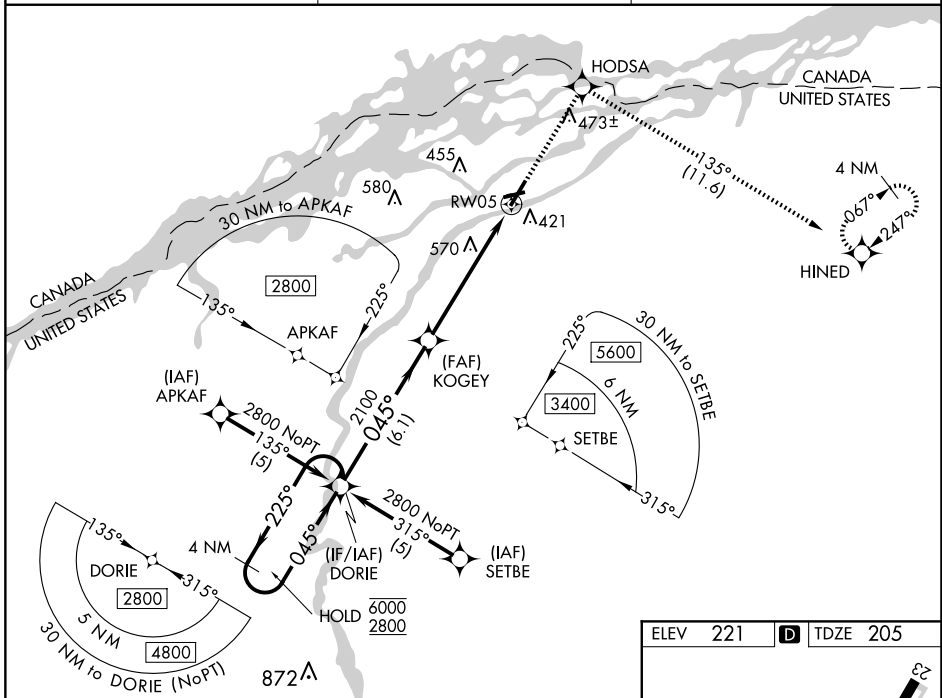 HODSA
CANADA
UNITED STATES
473±
455
135°
(11.6)
4 NM
580
RW05
067°
247°
421
30 NM to APKAF
570
HINED
CANADA
UNITED STATES
2800
135°
225°
APKAF
(FAF)
KOGEY
225°
5600
30 NM to SETBE
6 NM
3400
SETBE
315°
(IAF)
APKAF
2800 NoPT
135°
(5)
2100
045°
(6.1)
225°
045°
2800 NoPT
315°
(5)
4 NM
(IF/IAF)
DORIE
(IAF)
SETBE
135°
DORIE
315°
2800
5 NM
4800
30 NM to DORIE (NoPT)
HOLD 6000
2800
872
ELEV 221 D TDZE 205
23